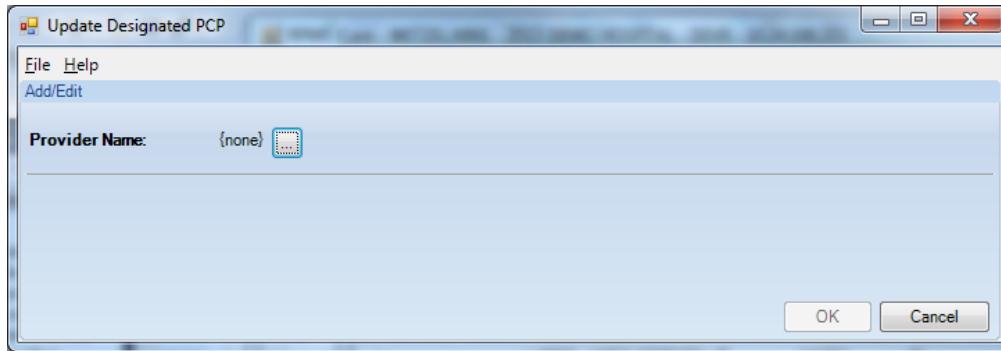 Update Designated PCP
File Help
Add/Edit
Provider Name: {none} ...
OK Cancel